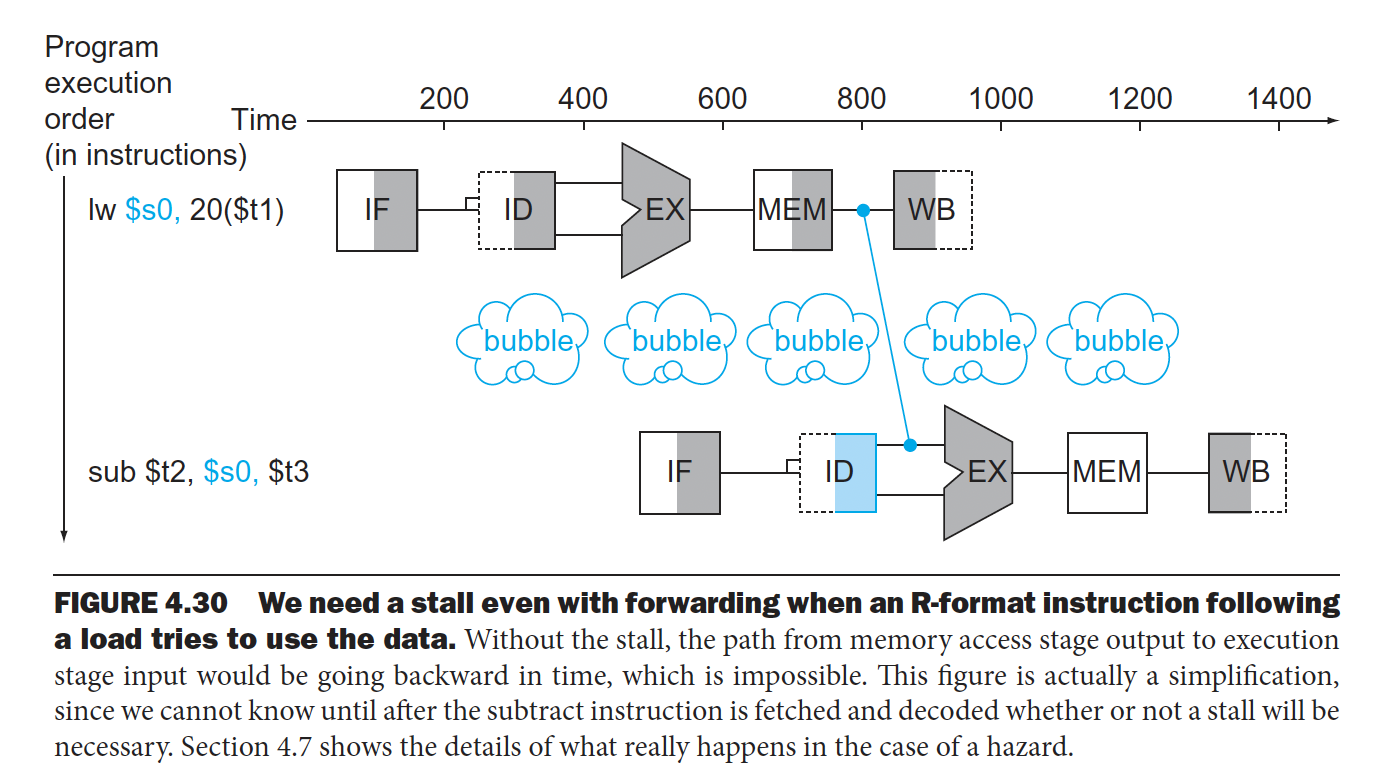 Program
execution
order
(in instructions)
Time
200 400 600 800 1000 1200 1400
lw $s0, 20($t1)
IF ID EX MEM WB
bubble bubble bubble bubble bubble
sub $t2, $s0, $t3
IF ID EX MEM WB
FIGURE 4.30 We need a stall even with forwarding when an R-format instruction following
a load tries to use the data. Without the stall, the path from memory access stage output to execution
stage input would be going backward in time, which is impossible. This figure is actually a simplification,
since we cannot know until after the subtract instruction is fetched and decoded whether or not a stall will be
necessary. Section 4.7 shows the details of what really happens in the case of a hazard.